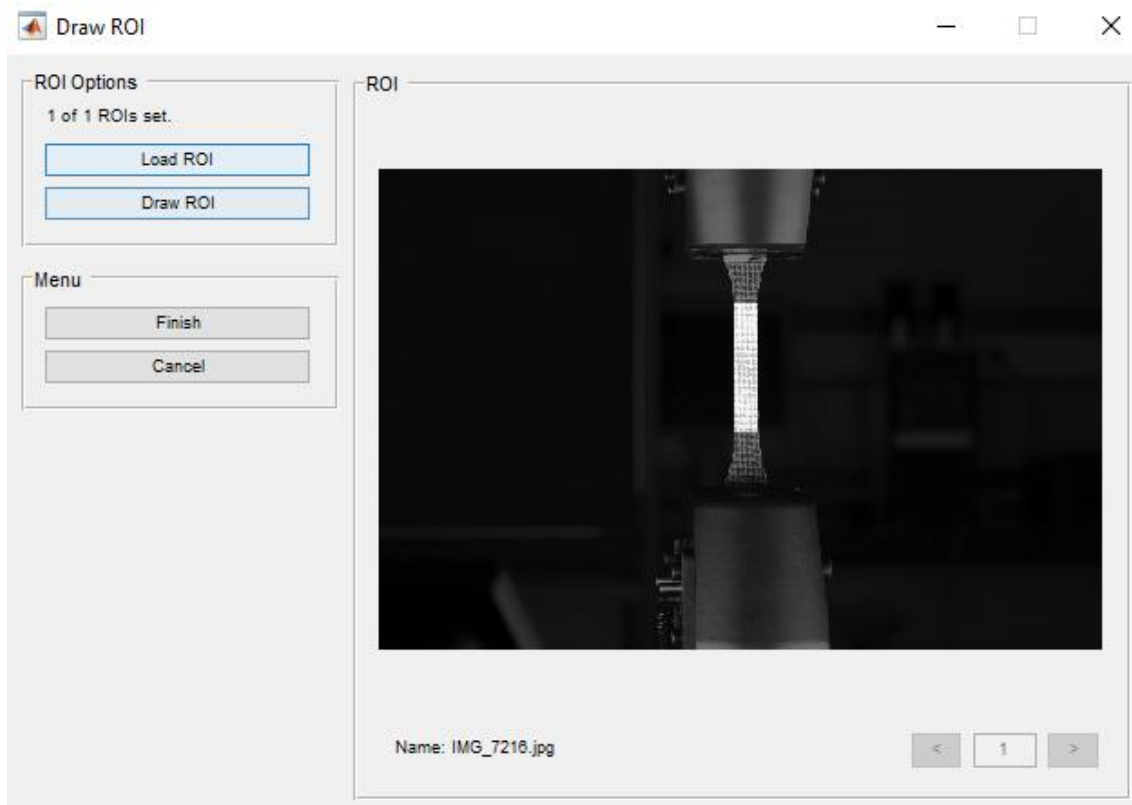 Draw ROI
ROI Options
1 of 1 ROIs set.
Load ROI
Draw ROI
Menu
Finish
Cancel
ROI
Name: IMG_7216.jpg
< 1 >